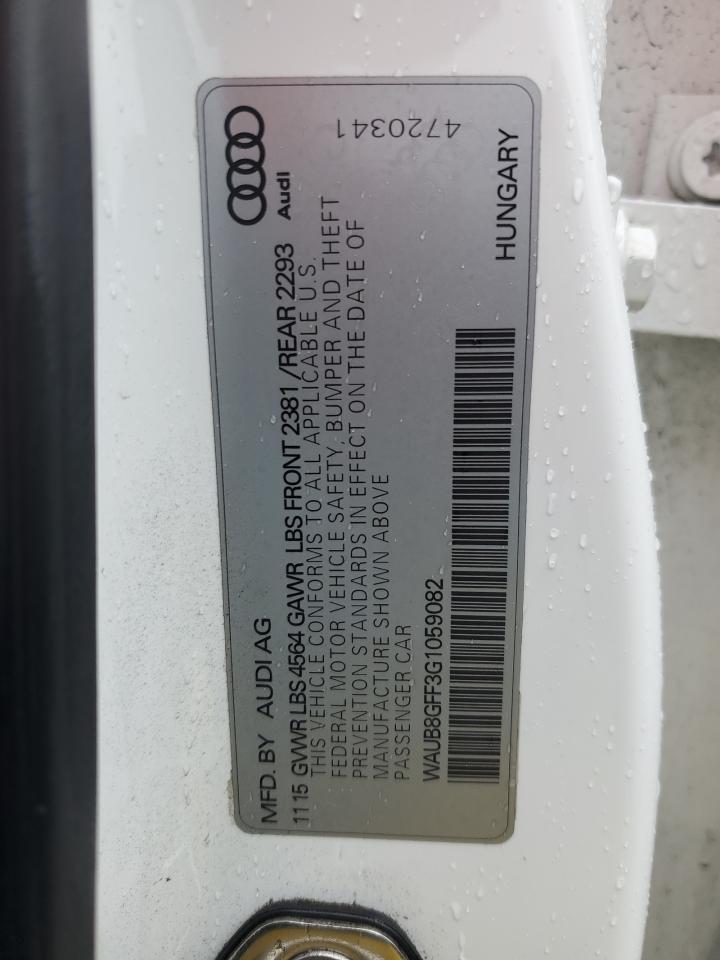 MFD. BY AUDI AG
Audi
1115 GVWR LBS 4564 GAWR LBS FRONT 2381 /REAR 2293
THIS VEHICLE CONFORMS TO ALL APPLICABLE U.S.
FEDERAL MOTOR VEHICLE SAFETY, BUMPER AND THEFT
PREVENTION STANDARDS IN EFFECT ON THE DATE OF
MANUFACTURE SHOWN ABOVE
PASSENGER CAR
4720341
WAUB8GFF3G1059082
HUNGARY